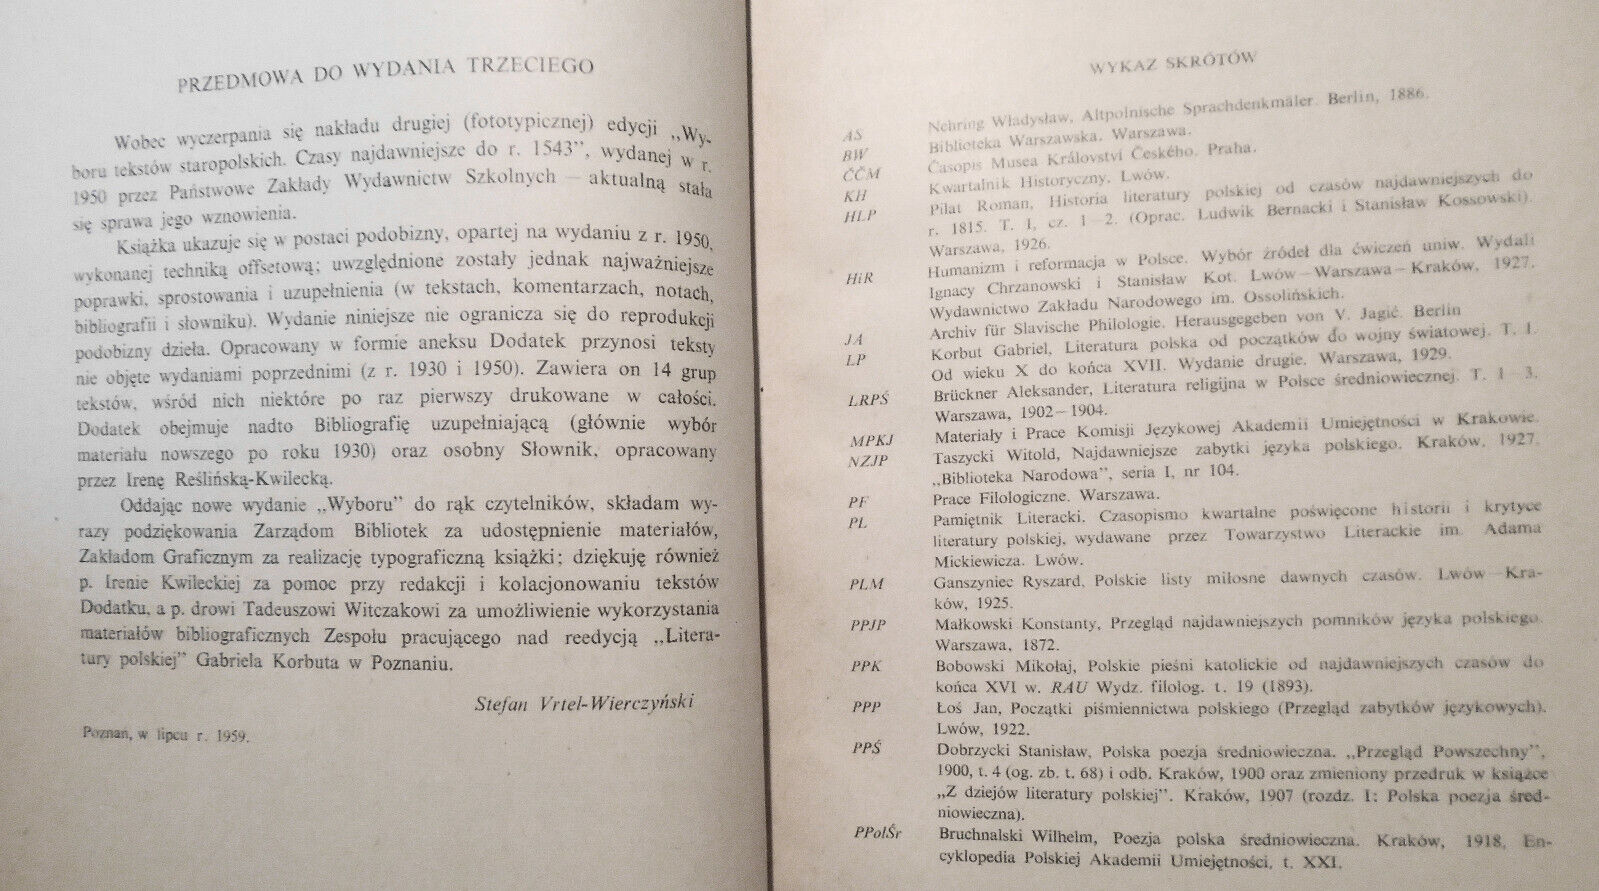 PRZEDMOWA DO WYDANIA TRZECIEGO
Wobec wyczerpania się nakładu drugiej (fototypicznej) edycji „Wy-
boru tekstów staropolskich. Czasy najdawniejsze do r. 1543”, wydanej w r.
1950 przez Państwowe Zakłady Wydawnictw Szkolnych — aktualną stała
się sprawa jego wznowienia.
Książka ukazuje się w postaci podobizny, opartej na wydaniu z r. 1950,
wykonanej techniką offsetową; uwzględnione zostały jednak najważniejsze
poprawki, sprostowania i uzupełnienia (w tekstach, komentarzach, notach,
bibliografii i słowniku). Wydanie niniejsze nie ogranicza się do reprodukcji
podobizny dzieła. Opracowany w formie aneksu Dodatek przynosi teksty
nie objęte wydaniami poprzednimi (z r. 1930 i 1950). Zawiera on 14 grup
tekstów, wśród nich niektóre po raz pierwszy drukowane w całości.
Dodatek obejmuje nadto Bibliografię uzupełniającą (głównie wybór
materiału nowszego po roku 1930) oraz osobny Słownik, opracowany
przez Irenę Reślińską-Kwilecką.
Oddając nowe wydanie „Wyboru” do rąk czytelników, składam wy-
razy podziękowania Zarządom Bibliotek za udostępnienie materiałów,
Zakładom Graficznym za realizację typograficzną książki; dziękuję również
p. Irenie Kwileckiej za pomoc przy redakcji i kolacjonowaniu tekstów
Dodatku, a p. drowi Tadeuszowi Witczakowi za umożliwienie wykorzystania
materiałów bibliograficznych Zespołu pracującego nad reedycją „Litera-
tury polskiej” Gabriela Korbuta w Poznaniu.
Stefan Vrtel-Wierczyński
Poznań, w lipcu r. 1959.
WYKAZ SKRÓTÓW
AS Nehring Władysław, Altpolnische Sprachdenkmäler. Berlin, 1886.
BW Biblioteka Warszawska. Warszawa.
ČČM Časopis Musea Království Českého. Praha.
KH Kwartalnik Historyczny. Lwów.
HLP Piłat Roman, Historia literatury polskiej od czasów najdawniejszych do
r. 1815. T. I, cz. 1—2. (Oprac. Ludwik Bernacki i Stanisław Kossowski).
Warszawa, 1926.
HiR Humanizm i reformacja w Polsce. Wybór źródeł dla ćwiczeń uniw. Wydali
Ignacy Chrzanowski i Stanisław Kot. Lwów—Warszawa—Kraków, 1927.
Wydawnictwo Zakładu Narodowego im. Ossolińskich.
JA Archiv für Slavische Philologie. Herausgegeben von V. Jagić. Berlin
LP Korbut Gabriel, Literatura polska od początków do wojny światowej. T. I.
Od wieku X do końca XVII. Wydanie drugie. Warszawa, 1929.
LRPŚ Brückner Aleksander, Literatura religijna w Polsce średniowiecznej. T. 1—3.
Warszawa, 1902—1904.
MPKJ Materiały i Prace Komisji Językowej Akademii Umiejętności w Krakowie.
NZJP Taszycki Witold, Najdawniejsze zabytki języka polskiego. Kraków, 1927.
„Biblioteka Narodowa”, seria I, nr 104.
PF Prace Filologiczne. Warszawa.
PL Pamiętnik Literacki. Czasopismo kwartalne poświęcone historii i krytyce
literatury polskiej, wydawane przez Towarzystwo Literackie im. Adama
Mickiewicza. Lwów.
PLM Ganszyniec Ryszard, Polskie listy miłosne dawnych czasów. Lwów—Kra-
ków, 1925.
PPJP Małkowski Konstanty, Przegląd najdawniejszych pomników języka polskiego.
Warszawa, 1872.
PPK Bobowski Mikołaj, Polskie pieśni katolickie od najdawniejszych czasów do
końca XVI w. RAU Wydz. filolog. t. 19 (1893).
PPP Łoś Jan, Początki piśmiennictwa polskiego (Przegląd zabytków językowych).
Lwów, 1922.
PPŚ Dobrzycki Stanisław, Polska poezja średniowieczna. „Przegląd Powszechny”,
1900, t. 4 (og. zb. t. 68) i odb. Kraków, 1900 oraz zmieniony przedruk w książce
„Z dziejów literatury polskiej”. Kraków, 1907 (rozdz. I: Polska poezja śred-
niowieczna).
PPolŚr Bruchnalski Wilhelm, Poezja polska średniowieczna. Kraków, 1918, En-
cyklopedia Polskiej Akademii Umiejętności, t. XXI.